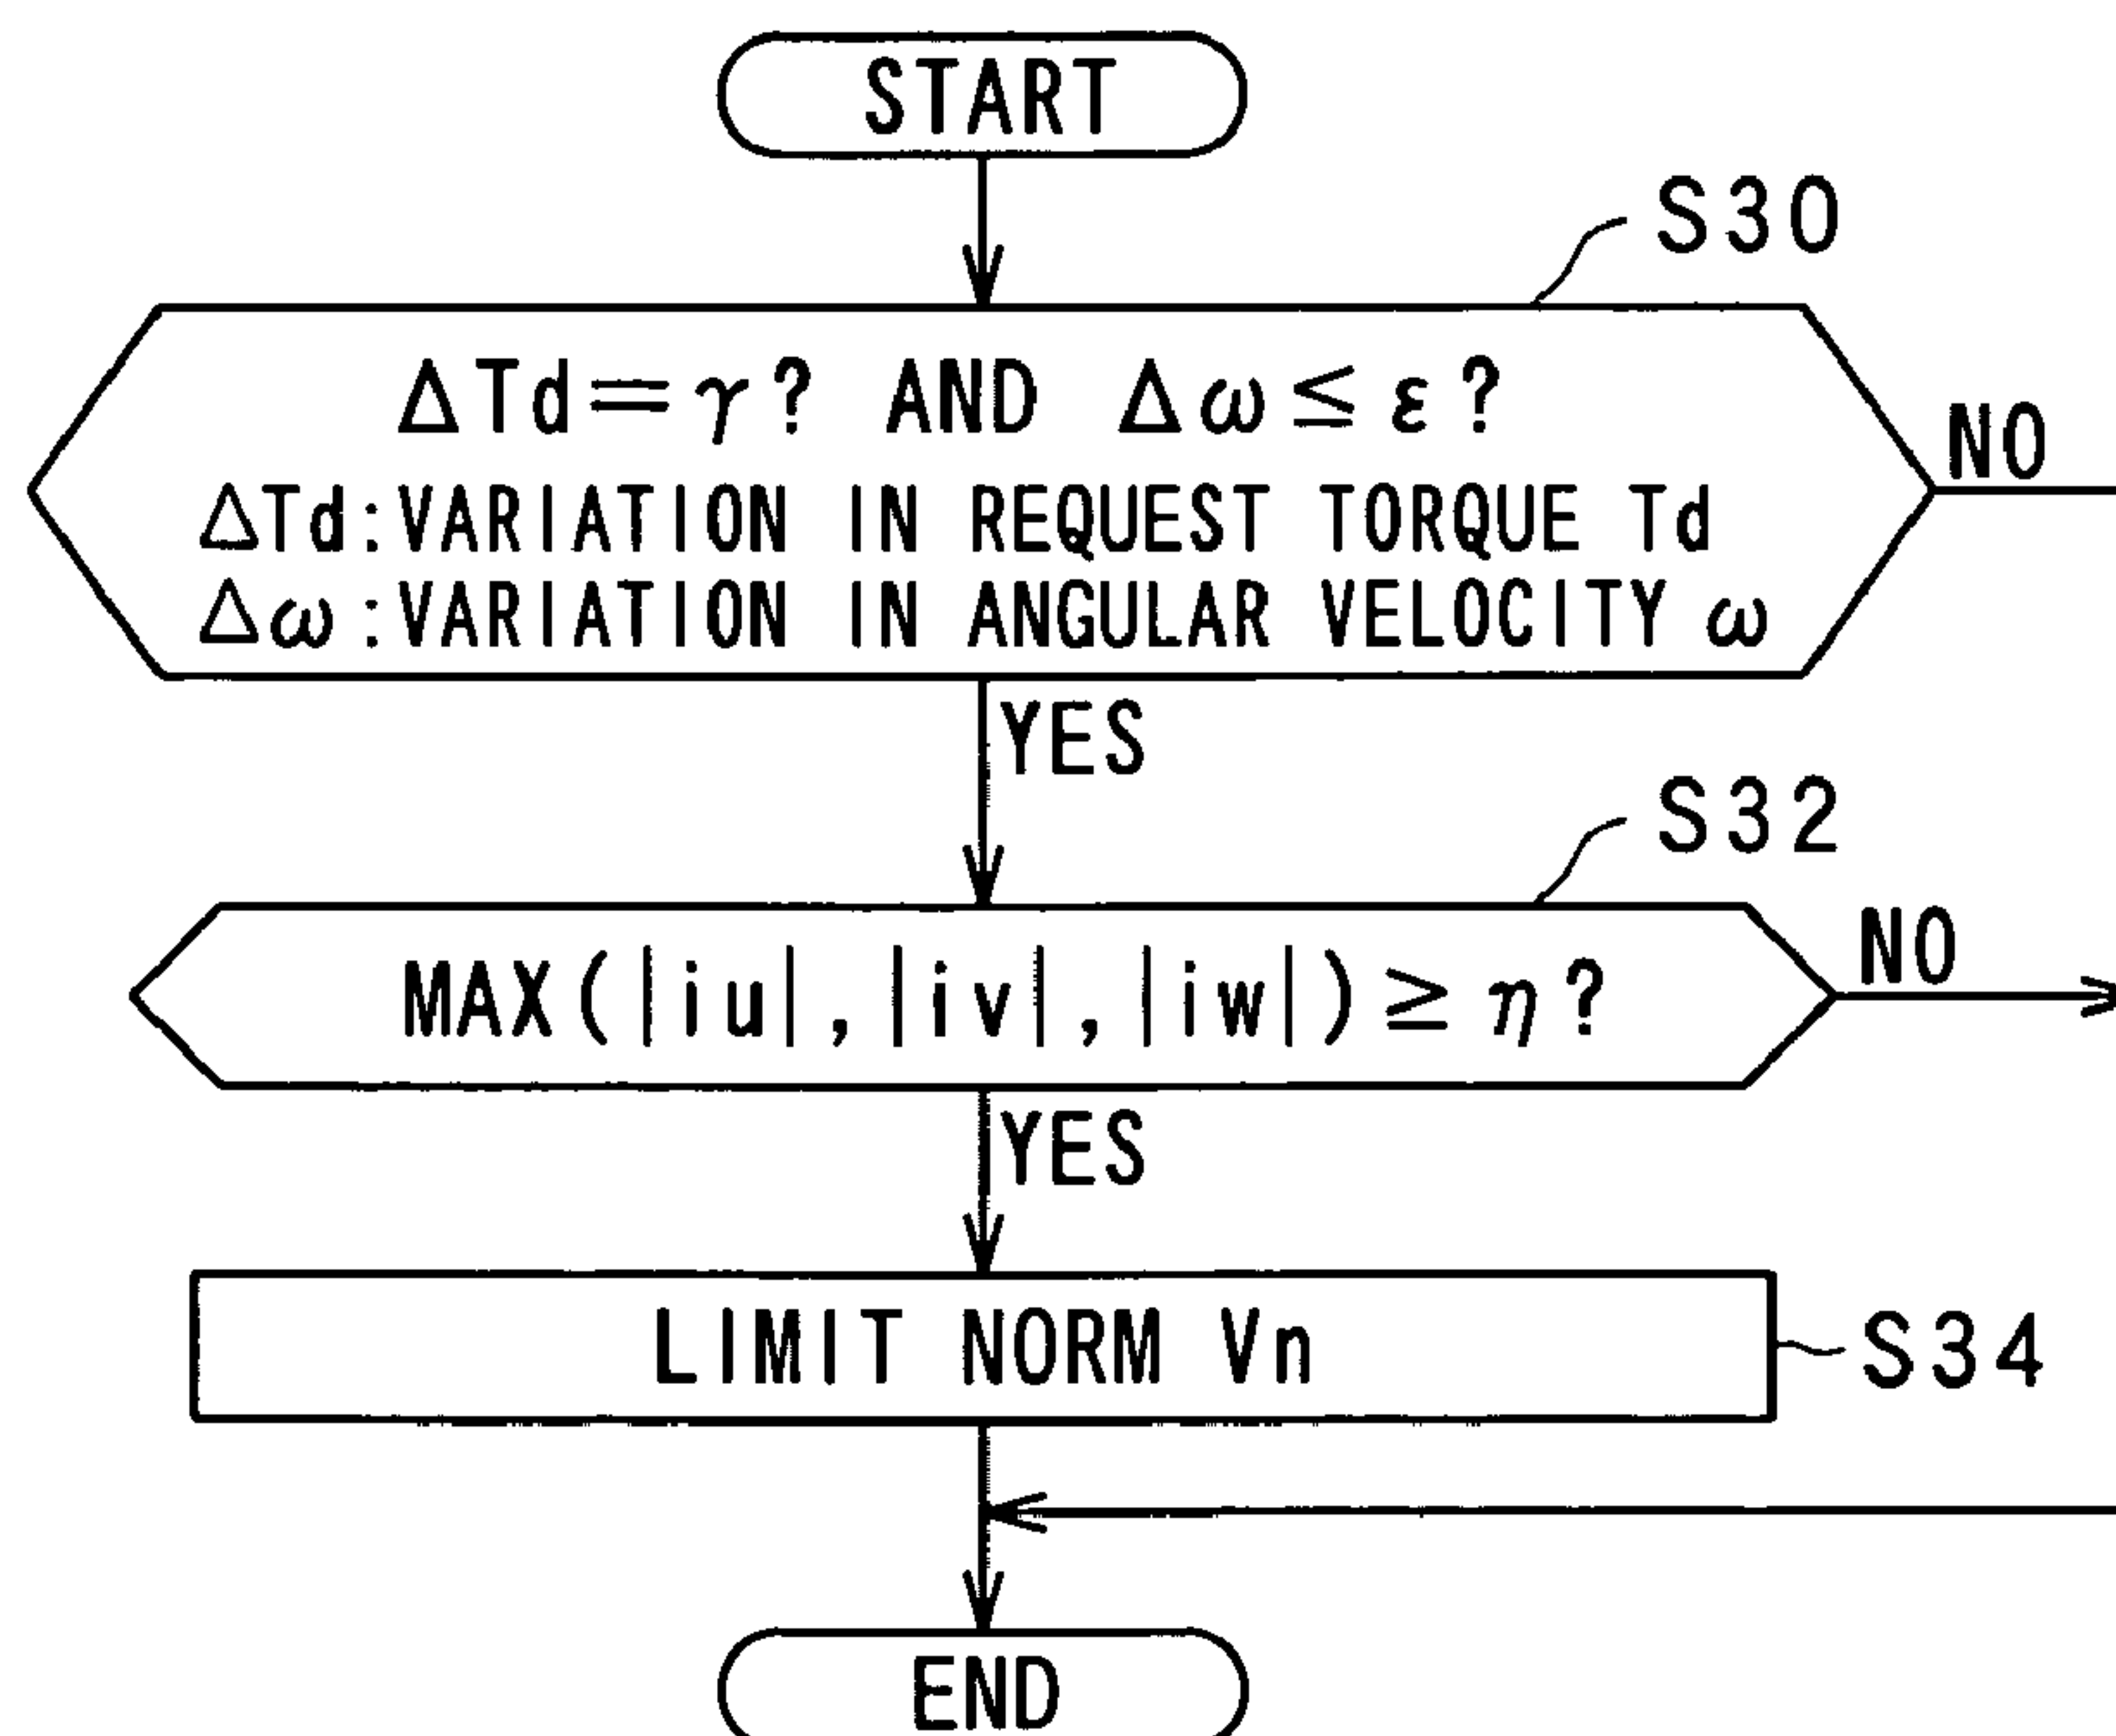 START
S30
ΔTd=γ? AND Δω≦ε?
NO
ΔTd:VARIATION IN REQUEST TORQUE Td
Δω:VARIATION IN ANGULAR VELOCITY ω
YES
S32
NO
MAX(|iu|,|iv|,|iw|)≧η?
YES
LIMIT NORM Vn
S34
END